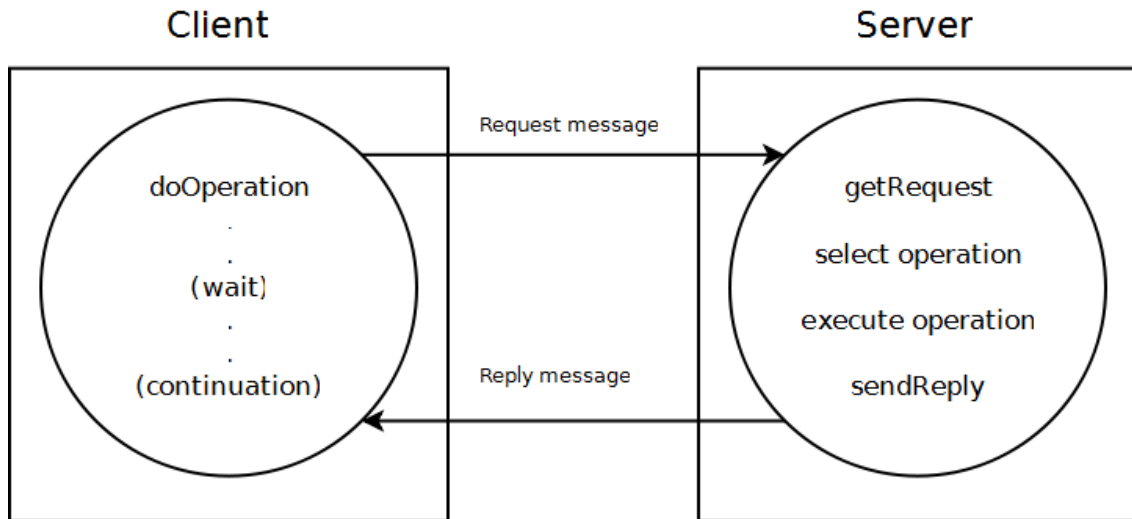 Client
Server
Request message
doOperation
.
.
(wait)
.
.
(continuation)
getRequest
select operation
execute operation
sendReply
Reply message